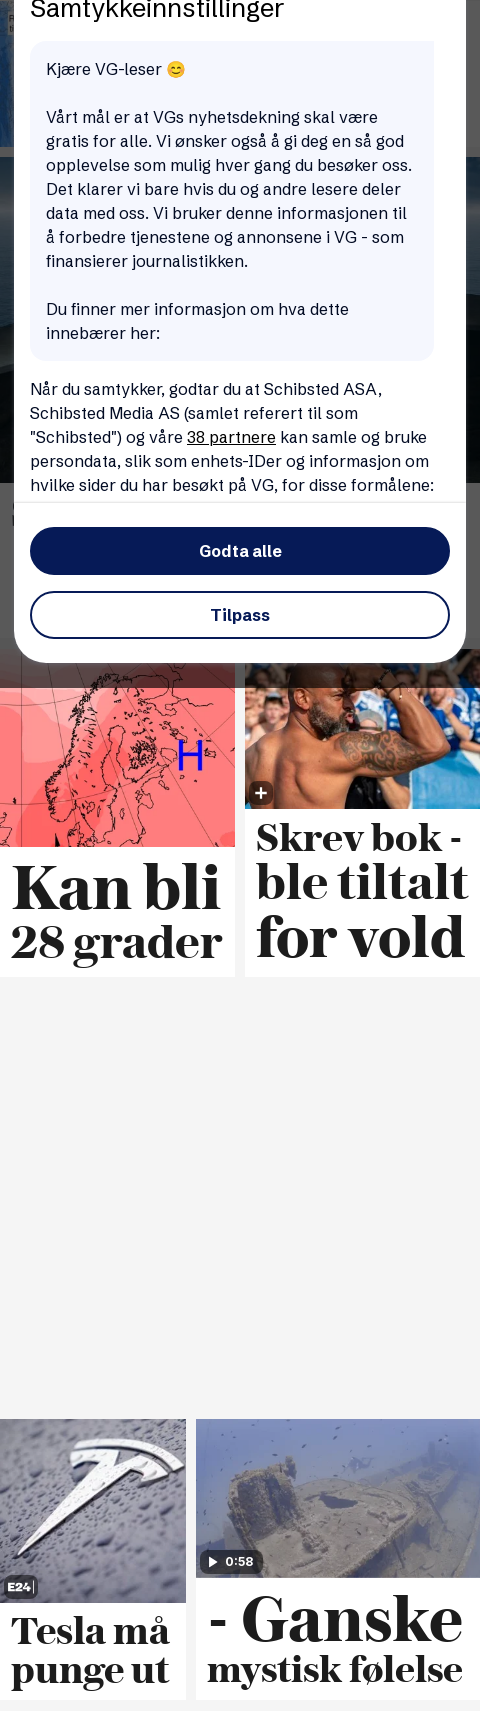 Samtykkeinnstillinger
Kjære VG-leser 😊
Vårt mål er at VGs nyhetsdekning skal være
gratis for alle. Vi ønsker også å gi deg en så god
opplevelse som mulig hver gang du besøker oss.
Det klarer vi bare hvis du og andre lesere deler
data med oss. Vi bruker denne informasjonen til
å forbedre tjenestene og annonsene i VG - som
finansierer journalistikken.
Du finner mer informasjon om hva dette
innebærer her:
Når du samtykker, godtar du at Schibsted ASA,
Schibsted Media AS (samlet referert til som
"Schibsted") og våre 38 partnere kan samle og bruke
persondata, slik som enhets-IDer og informasjon om
hvilke sider du har besøkt på VG, for disse formålene:
Godta alle
Tilpass
H
Kan bli
28 grader
Skrev bok -
ble tiltalt
for vold
E24
Tesla må
punge ut
0:58
- Ganske
mystisk følelse